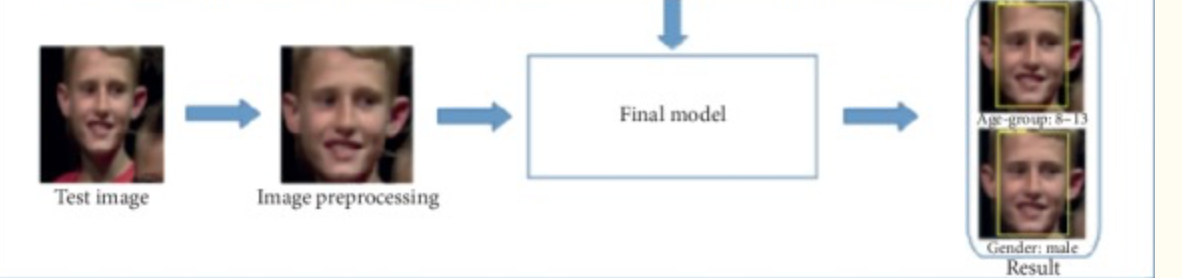 Test image
Image preprocessing
Final model
Age-group: 8–13
Gender: male
Result